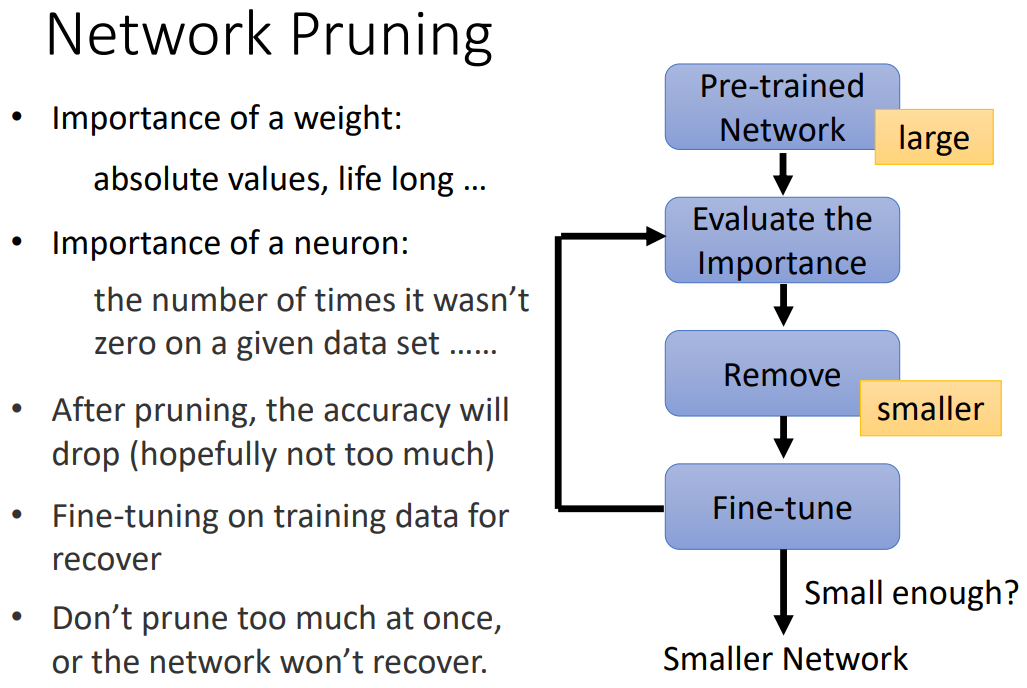 Network Pruning
• Importance of a weight:
absolute values, life long …
• Importance of a neuron:
the number of times it wasn’t
zero on a given data set ……
• After pruning, the accuracy will
drop (hopefully not too much)
• Fine-tuning on training data for
recover
• Don’t prune too much at once,
or the network won’t recover.
Pre-trained
Network
large
Evaluate the
Importance
Remove
smaller
Fine-tune
Small enough?
Smaller Network